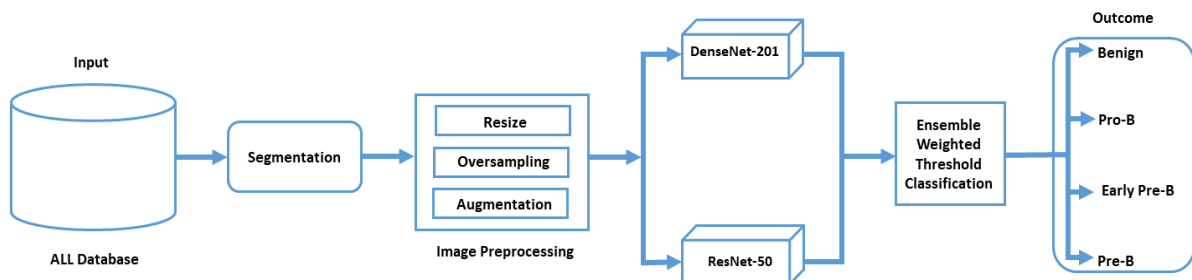 Input
ALL Database
Segmentation
Resize
Oversampling
Augmentation
Image Preprocessing
DenseNet-201
ResNet-50
Ensemble
Weighted
Threshold
Classification
Outcome
Benign
Pro-B
Early Pre-B
Pre-B